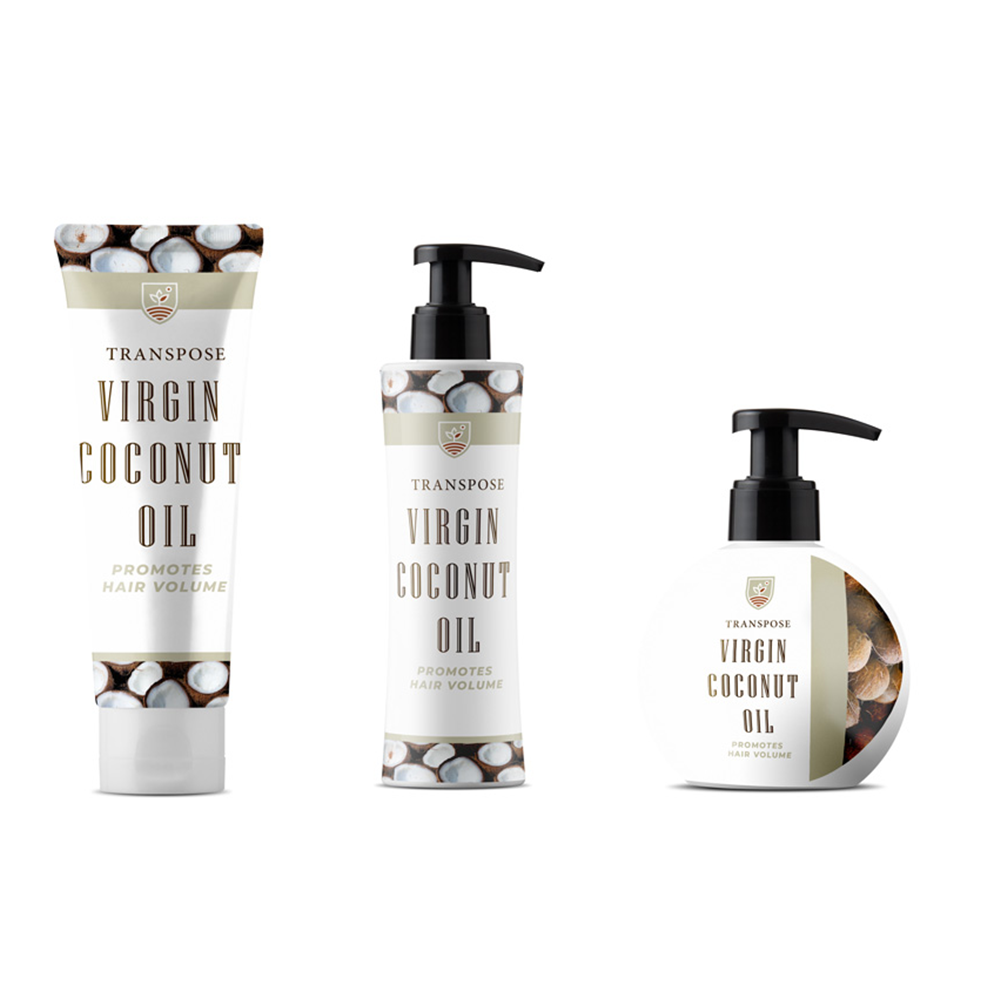 TRANSPOSE
VIRGIN
COCONUT
OIL
PROMOTES
HAIR VOLUME
TRANSPOSE
VIRGIN
COCONUT
OIL
PROMOTES
HAIR VOLUME
TRANSPOSE
VIRGIN
COCONUT
OIL
PROMOTES
HAIR VOLUME